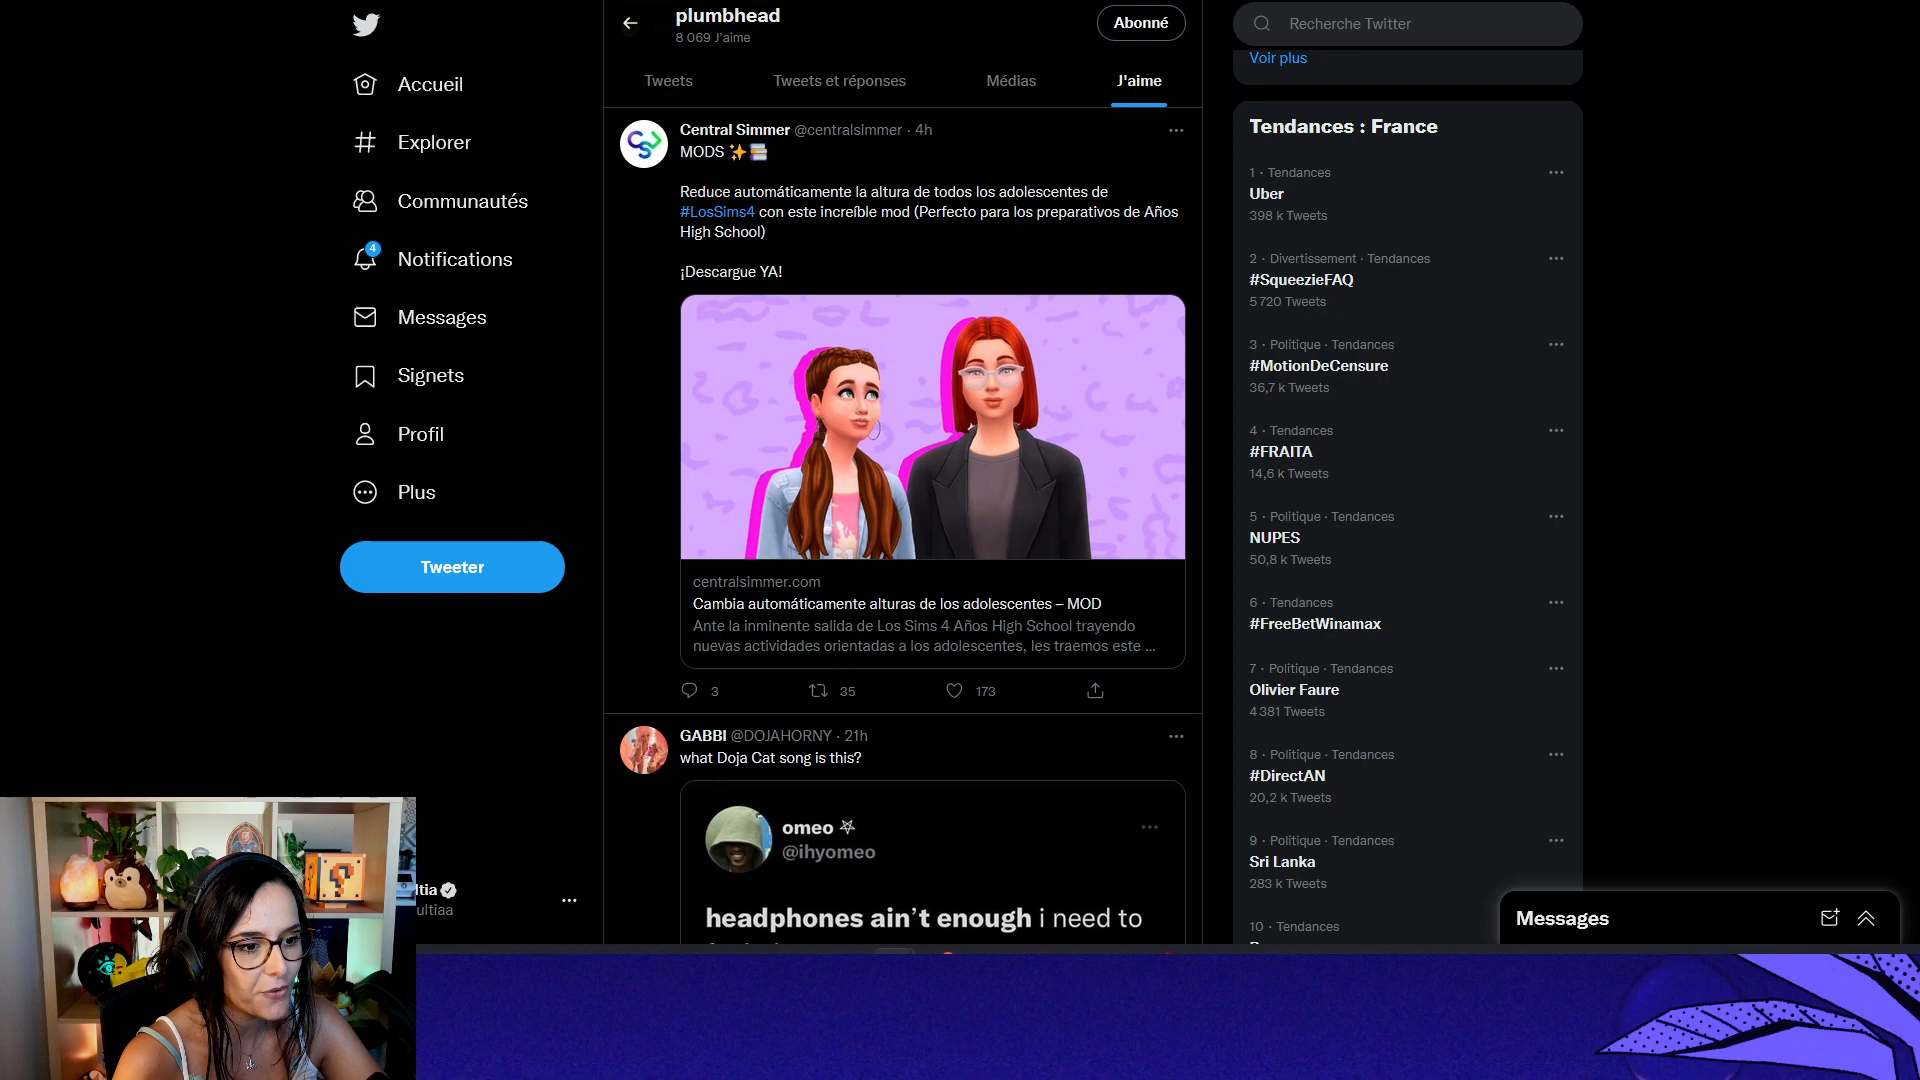 plumbhead
8 069 J'aime
Abonné
Tweets
Tweets et réponses
Médias
J'aime
Accueil
Explorer
Communautés
4
Notifications
Messages
Signets
Profil
Plus
Tweeter
ltia
ultiaa
Central Simmer @centralsimmer · 4h
MODS ✨📚
Reduce automáticamente la altura de todos los adolescentes de
#LosSims4 con este increíble mod (Perfecto para los preparativos de Años
High School)
¡Descargue YA!
centralsimmer.com
Cambia automáticamente alturas de los adolescentes – MOD
Ante la inminente salida de Los Sims 4 Años High School trayendo
nuevas actividades orientadas a los adolescentes, les traemos este ...
3
35
173
GABBI @DOJAHORNY · 21h
what Doja Cat song is this?
omeo
@ihyomeo
headphones ain't enough i need to
Recherche Twitter
Voir plus
Tendances : France
1 · Tendances
Uber
398 k Tweets
2 · Divertissement · Tendances
#SqueezieFAQ
5 720 Tweets
3 · Politique · Tendances
#MotionDeCensure
36,7 k Tweets
4 · Tendances
#FRAITA
14,6 k Tweets
5 · Politique · Tendances
NUPES
50,8 k Tweets
6 · Tendances
#FreeBetWinamax
7 · Politique · Tendances
Olivier Faure
4 381 Tweets
8 · Politique · Tendances
#DirectAN
20,2 k Tweets
9 · Politique · Tendances
Sri Lanka
283 k Tweets
10 · Tendances
Messages